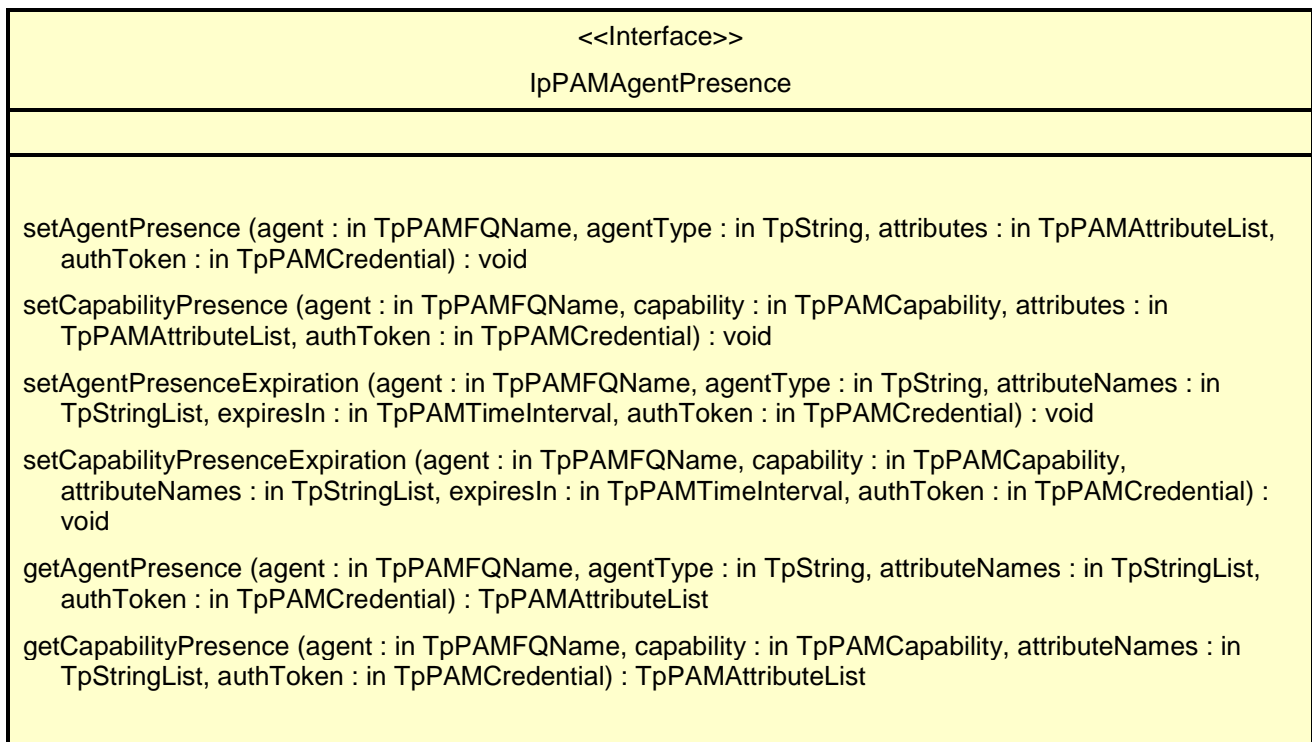 <<Interface>>
IpPAMAgentPresence
setAgentPresence (agent : in TpPAMFQName, agentType : in TpString, attributes : in TpPAMAttributeList,
authToken : in TpPAMCredential) : void
setCapabilityPresence (agent : in TpPAMFQName, capability : in TpPAMCapability, attributes : in
TpPAMAttributeList, authToken : in TpPAMCredential) : void
setAgentPresenceExpiration (agent : in TpPAMFQName, agentType : in TpString, attributeNames : in
TpStringList, expiresIn : in TpPAMTimeInterval, authToken : in TpPAMCredential) : void
setCapabilityPresenceExpiration (agent : in TpPAMFQName, capability : in TpPAMCapability,
attributeNames : in TpStringList, expiresIn : in TpPAMTimeInterval, authToken : in TpPAMCredential) :
void
getAgentPresence (agent : in TpPAMFQName, agentType : in TpString, attributeNames : in TpStringList,
authToken : in TpPAMCredential) : TpPAMAttributeList
getCapabilityPresence (agent : in TpPAMFQName, capability : in TpPAMCapability, attributeNames : in
TpStringList, authToken : in TpPAMCredential) : TpPAMAttributeList